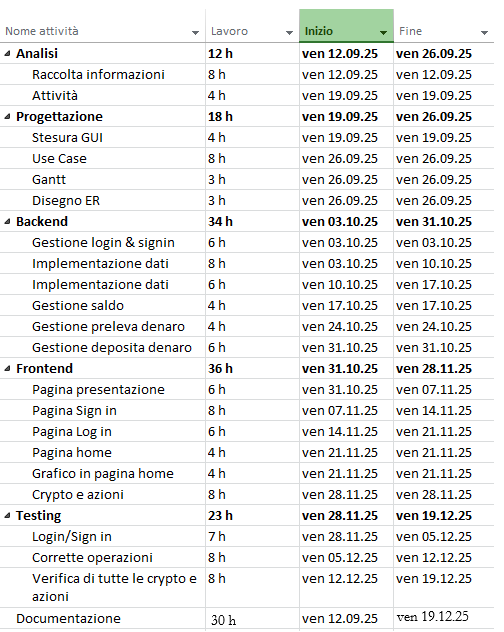 Nome attività Lavoro Inizio Fine
Analisi 12 h ven 12.09.25 ven 26.09.25
Raccolta informazioni 8 h ven 12.09.25 ven 12.09.25
Attività 4 h ven 19.09.25 ven 19.09.25
Progettazione 18 h ven 19.09.25 ven 26.09.25
Stesura GUI 4 h ven 19.09.25 ven 19.09.25
Use Case 8 h ven 26.09.25 ven 26.09.25
Gantt 3 h ven 26.09.25 ven 26.09.25
Disegno ER 3 h ven 26.09.25 ven 26.09.25
Backend 34 h ven 03.10.25 ven 31.10.25
Gestione login & signin 6 h ven 03.10.25 ven 03.10.25
Implementazione dati 8 h ven 03.10.25 ven 10.10.25
Implementazione dati 6 h ven 10.10.25 ven 17.10.25
Gestione saldo 4 h ven 17.10.25 ven 17.10.25
Gestione preleva denaro 4 h ven 24.10.25 ven 24.10.25
Gestione deposita denaro 6 h ven 31.10.25 ven 31.10.25
Frontend 36 h ven 31.10.25 ven 28.11.25
Pagina presentazione 6 h ven 31.10.25 ven 07.11.25
Pagina Sign in 8 h ven 07.11.25 ven 14.11.25
Pagina Log in 6 h ven 14.11.25 ven 21.11.25
Pagina home 4 h ven 21.11.25 ven 21.11.25
Grafico in pagina home 4 h ven 21.11.25 ven 21.11.25
Crypto e azioni 8 h ven 28.11.25 ven 28.11.25
Testing 23 h ven 28.11.25 ven 19.12.25
Login/Sign in 7 h ven 28.11.25 ven 05.12.25
Corrette operazioni 8 h ven 05.12.25 ven 12.12.25
Verifica di tutte le crypto e 8 h ven 12.12.25 ven 19.12.25
azioni
Documentazione 30 h ven 12.09.25 ven 19.12.25